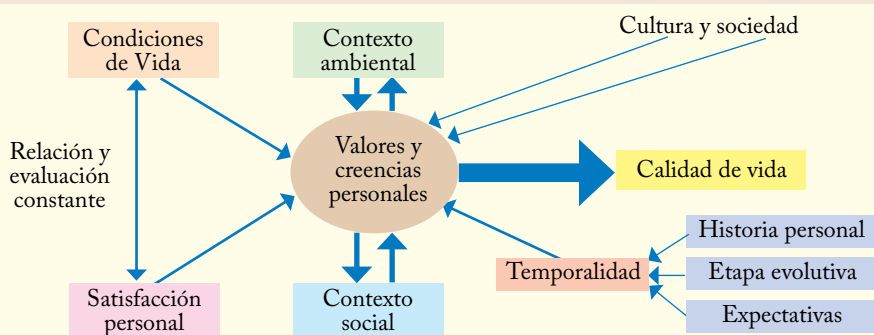 Condiciones
de Vida
Contexto
ambiental
Cultura y sociedad
Relación y
evaluación
constante
Valores y
creencias
personales
Calidad de vida
Historia personal
Temporalidad
Etapa evolutiva
Expectativas
Satisfacción
personal
Contexto
social